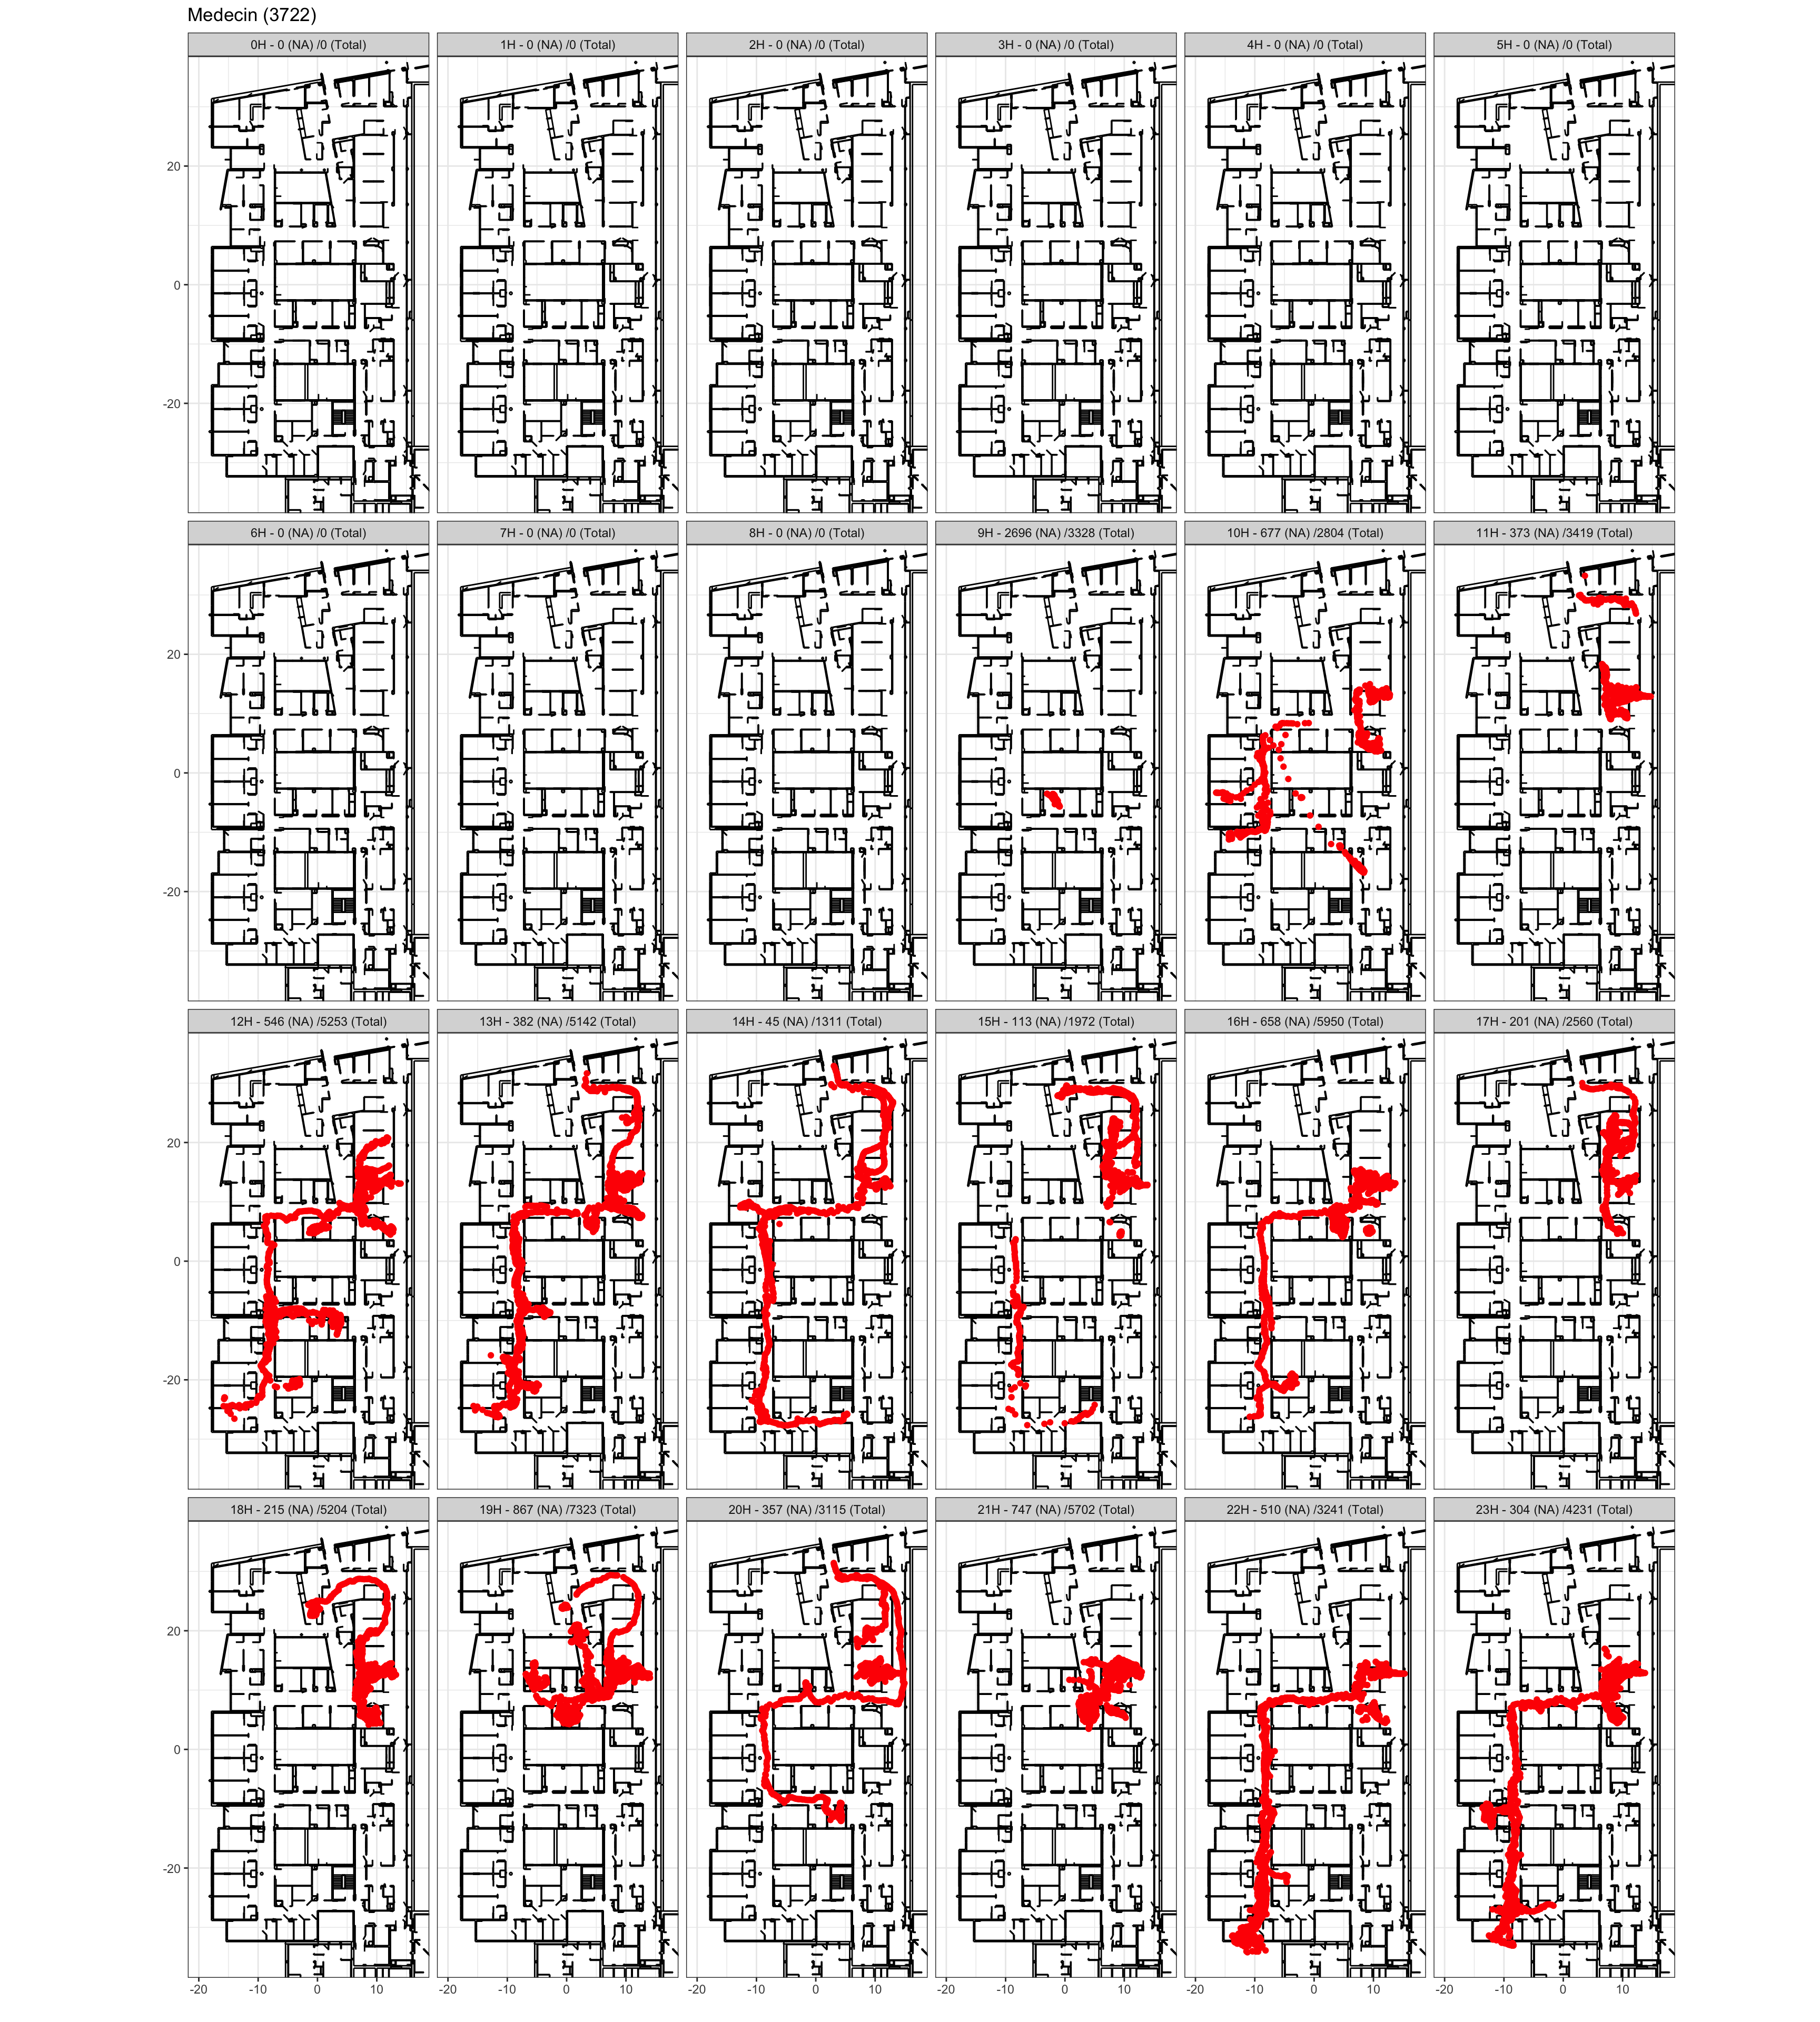 Medecin (3722)
0H - 0 (NA) /0 (Total) 1H - 0 (NA) /0 (Total) 2H - 0 (NA) /0 (Total) 3H - 0 (NA) /0 (Total) 4H - 0 (NA) /0 (Total) 5H - 0 (NA) /0 (Total)
20
0
-20
6H - 0 (NA) /0 (Total) 7H - 0 (NA) /0 (Total) 8H - 0 (NA) /0 (Total) 9H - 2696 (NA) /3328 (Total) 10H - 677 (NA) /2804 (Total) 11H - 373 (NA) /3419 (Total)
20
0
-20
12H - 546 (NA) /5253 (Total) 13H - 382 (NA) /5142 (Total) 14H - 45 (NA) /1311 (Total) 15H - 113 (NA) /1972 (Total) 16H - 658 (NA) /5950 (Total) 17H - 201 (NA) /2560 (Total)
20
0
-20
18H - 215 (NA) /5204 (Total) 19H - 867 (NA) /7323 (Total) 20H - 357 (NA) /3115 (Total) 21H - 747 (NA) /5702 (Total) 22H - 510 (NA) /3241 (Total) 23H - 304 (NA) /4231 (Total)
20
0
-20
-20 -10 0 10 -20 -10 0 10 -20 -10 0 10 -20 -10 0 10 -20 -10 0 10 -20 -10 0 10